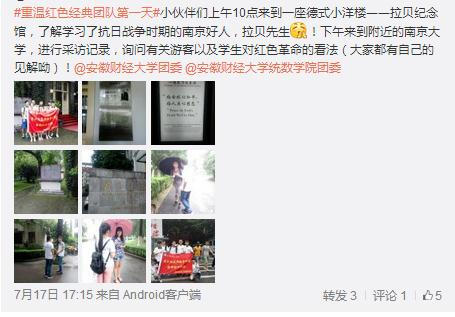 #重温红色经典团队第一天#小伙伴们上午10点来到一座德式小洋楼——拉贝纪念
馆，了解学习了抗日战争时期的南京好人，拉贝先生！下午来到附近的南京大
学，进行采访记录，询问有关游客以及学生对红色革命的看法（大家都有自己的
见解呦）！@安徽财经大学团委 @安徽财经大学统数学院团委
7月17日 17:15 来自 Android客户端
转发 3 | 评论 1 | 5